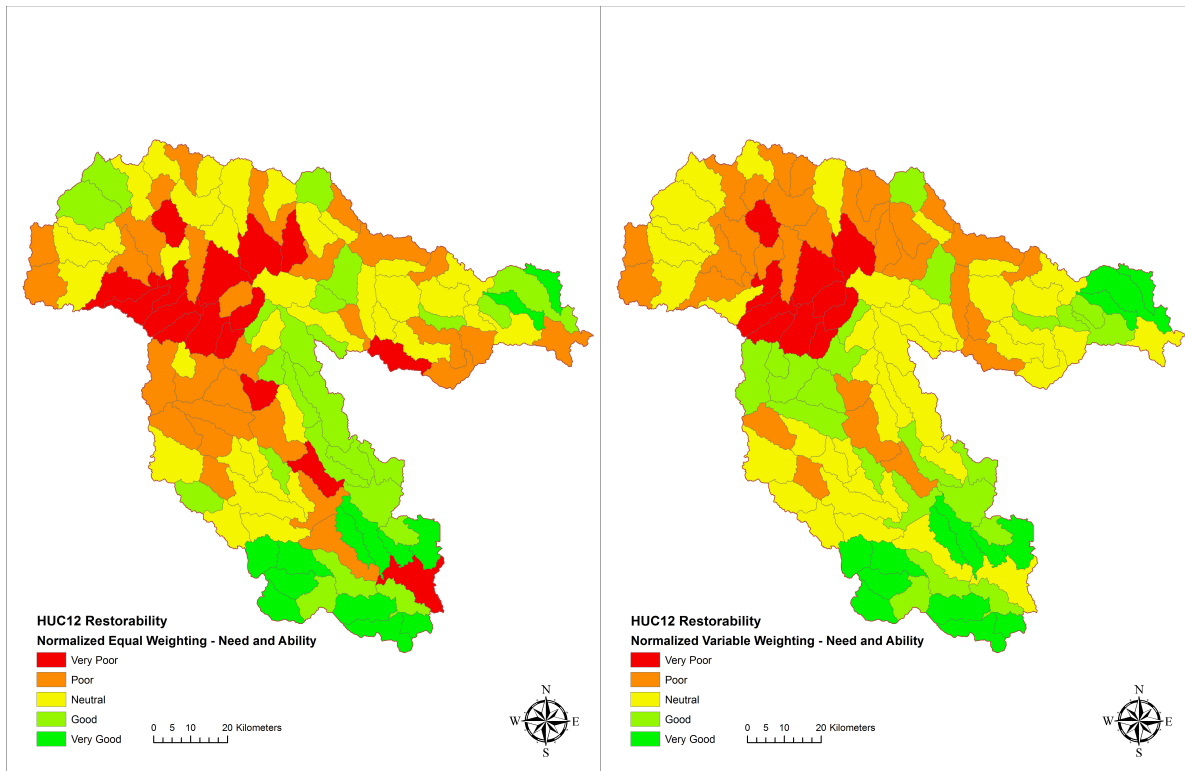 HUC12 Restorability
Normalized Equal Weighting - Need and Ability
Very Poor
Poor
Neutral
Good
Very Good
0 5 10 20 Kilometers
N
W E
S
HUC12 Restorability
Normalized Variable Weighting - Need and Ability
Very Poor
Poor
Neutral
Good
Very Good
0 5 10 20 Kilometers
N
W E
S